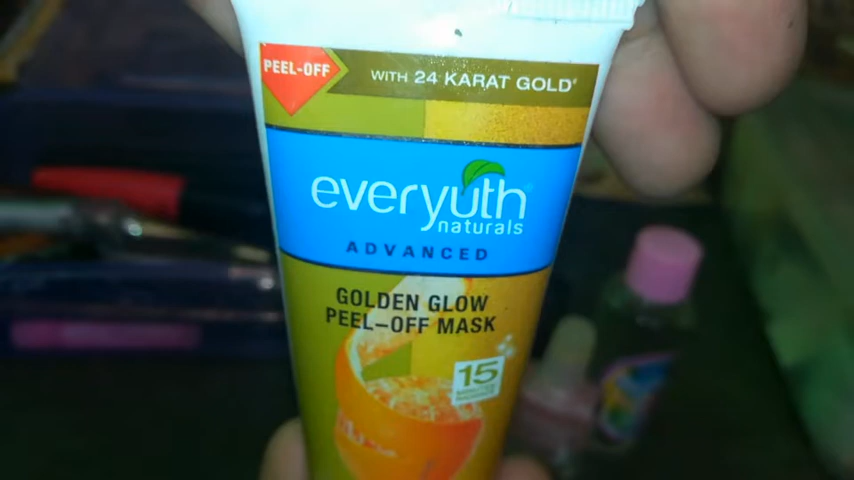 PEEL-OFF
WITH 24 KARAT GOLD
everyuth
naturals
ADVANCED
GOLDEN GLOW
PEEL-OFF MASK
15